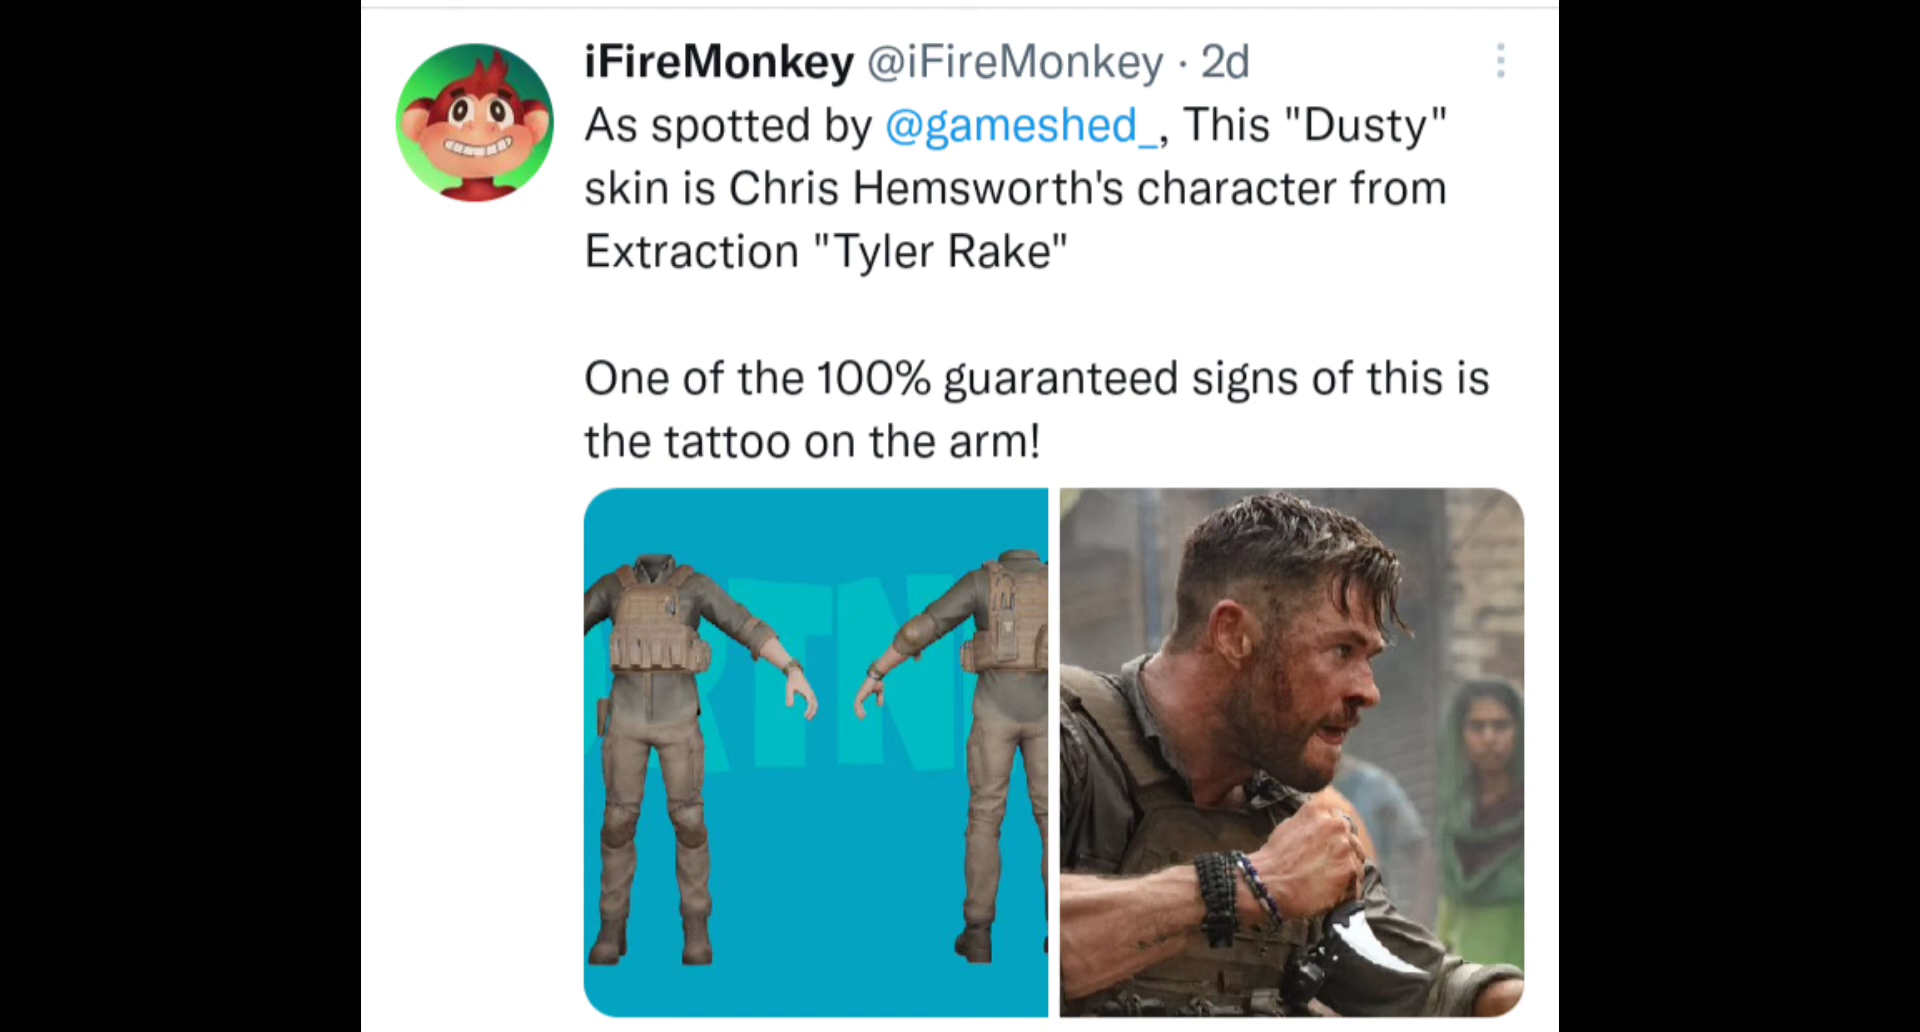 iFireMonkey @iFireMonkey · 2d
As spotted by @gameshed_, This "Dusty"
skin is Chris Hemsworth's character from
Extraction "Tyler Rake"
One of the 100% guaranteed signs of this is
the tattoo on the arm!
RTN